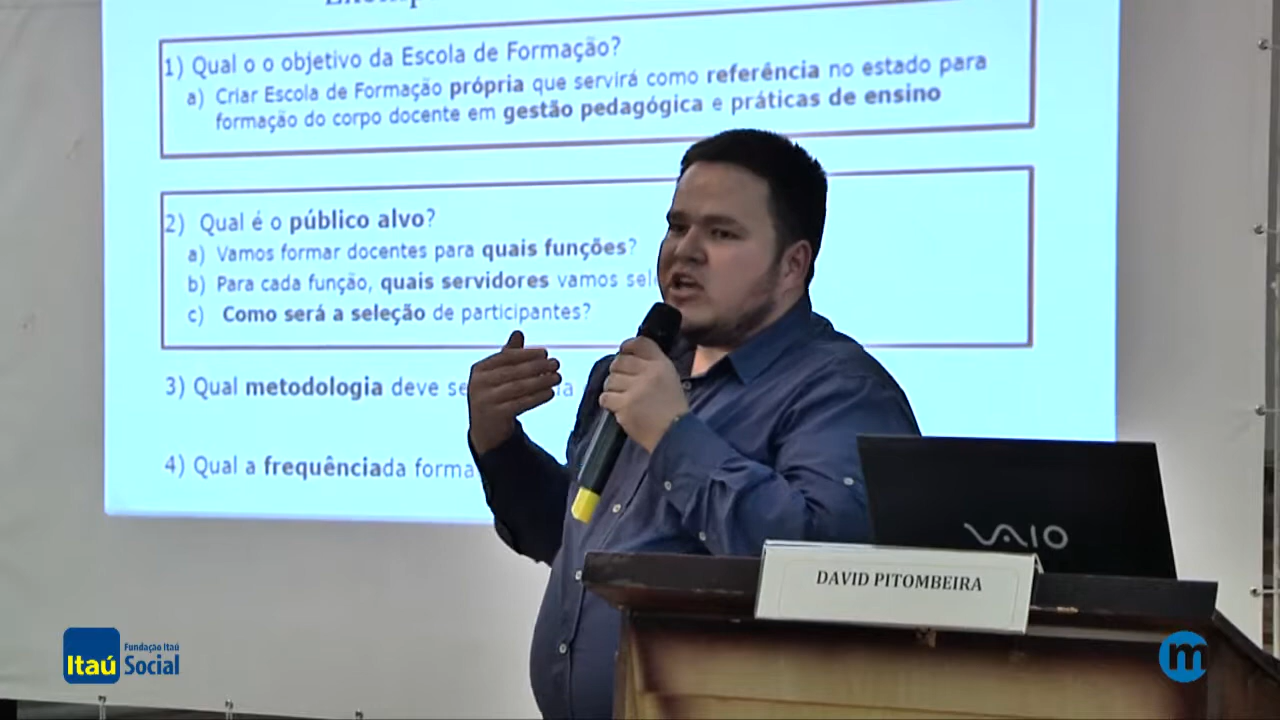 1) Qual o o objetivo da Escola de Formação?
a) Criar Escola de Formação própria que servirá como referência no estado para
formação do corpo docente em gestão pedagógica e práticas de ensino
2) Qual é o público alvo?
a) Vamos formar docentes para quais funções?
b) Para cada função, quais servidores vamos
c) Como será a seleção de participantes?
3) Qual metodologia deve
4) Qual a frequênciada
VAIO
DAVID PITOMBEIRA
Itaú
Fundação Itaú
Social
m